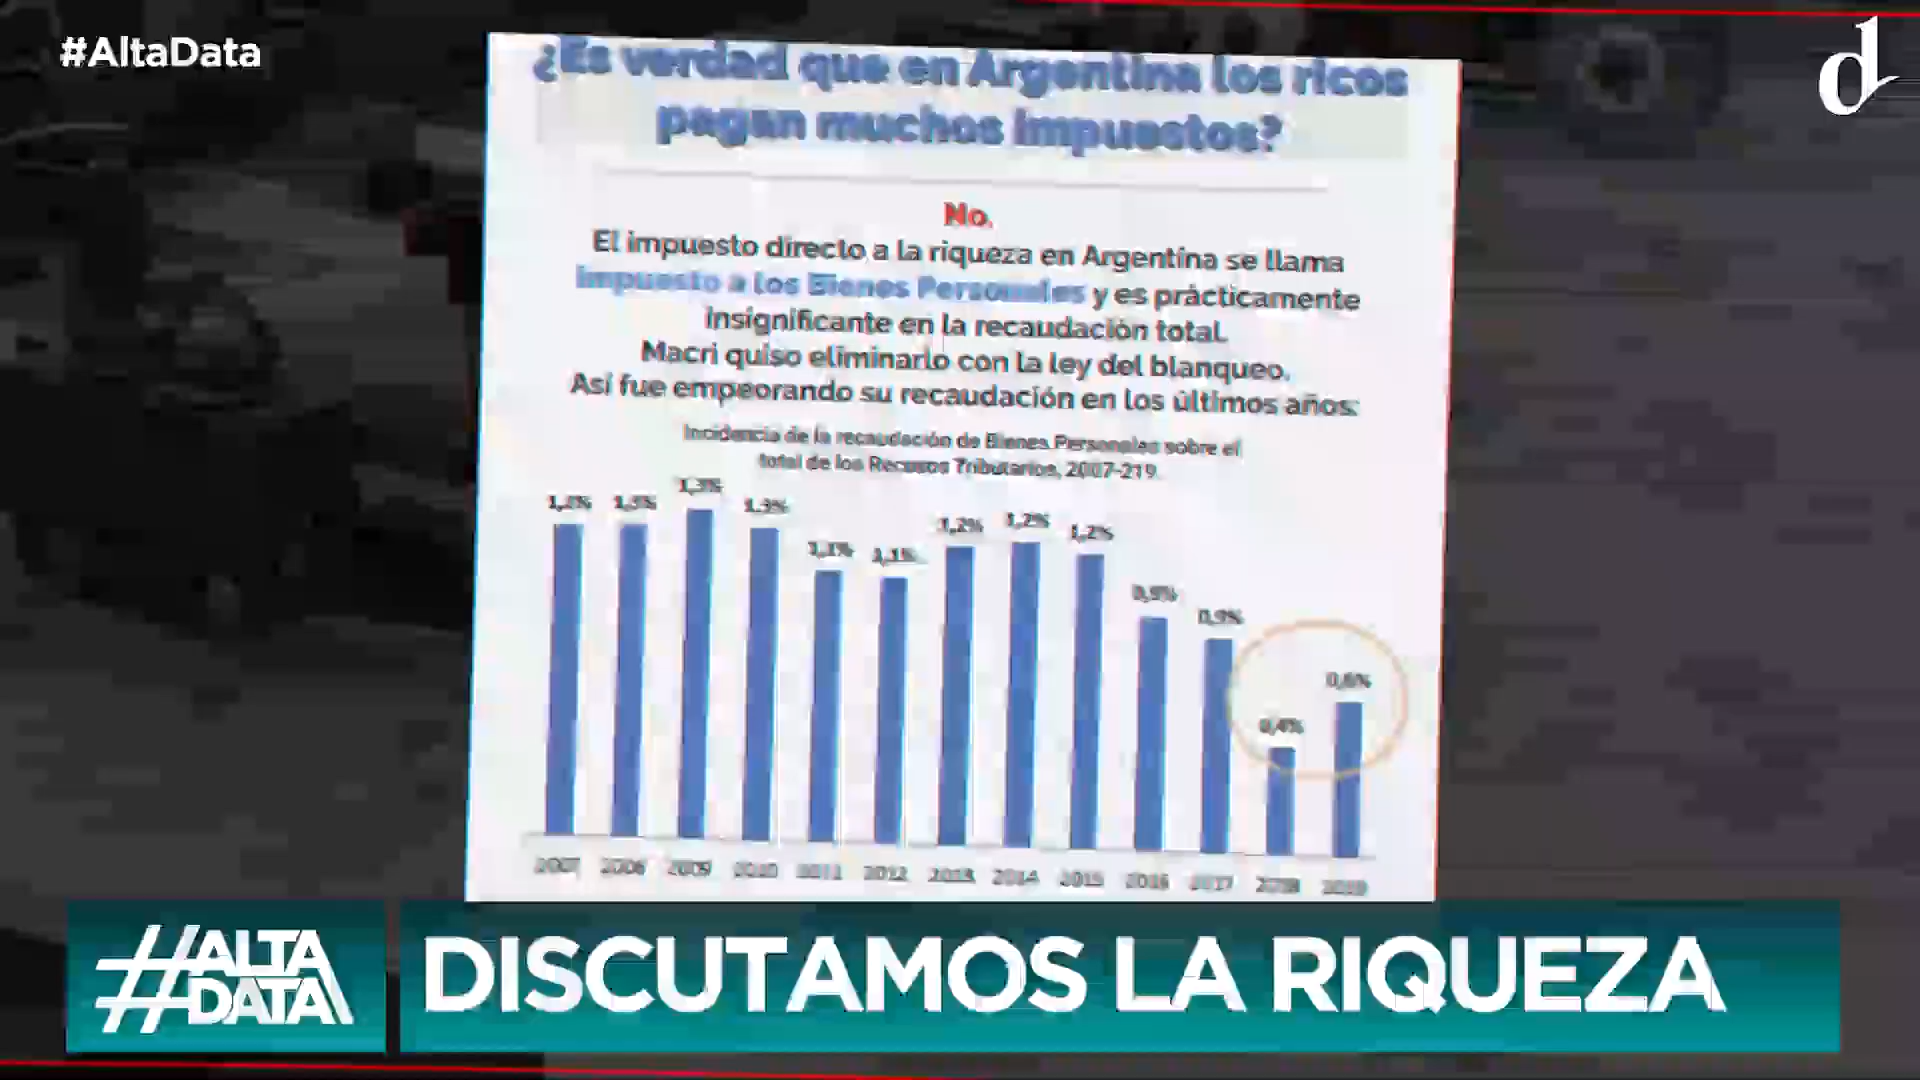 #AltaData
d
¿Es verdad que en Argentina los ricos
pagan muchos impuestos?
No.
El impuesto directo a la riqueza en Argentina se llama
Impuesto a los Bienes Personales y es prácticamente
insignificante en la recaudación total.
Macri quiso eliminarlo con la ley del blanqueo.
Así fue empeorando su recaudación en los últimos años:
Incidencia de la recaudación de Bienes Personales sobre el
total de los Recusos Tributarios, 2007-219.
1,3%
1,3%
1,1%
1,1%
1,2%
1,2%
1,2%
0,9%
0,9%
0,4%
0,6%
2007 2008 2009 2010 2011 2012 2013 2014 2015 2016 2017 2018 2019
#ALTA
DATA
DISCUTAMOS LA RIQUEZA